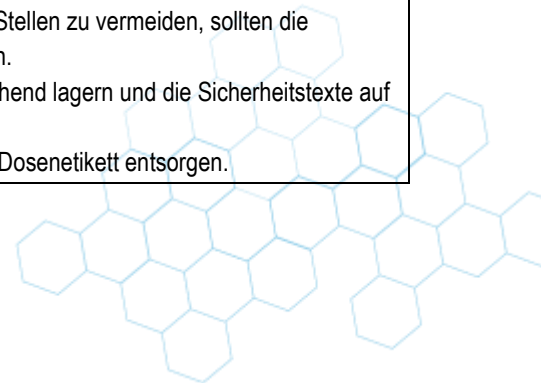 Stellen zu vermeiden, sollten die
n.
hend lagern und die Sicherheitstexte auf
Dosenetikett entsorgen.